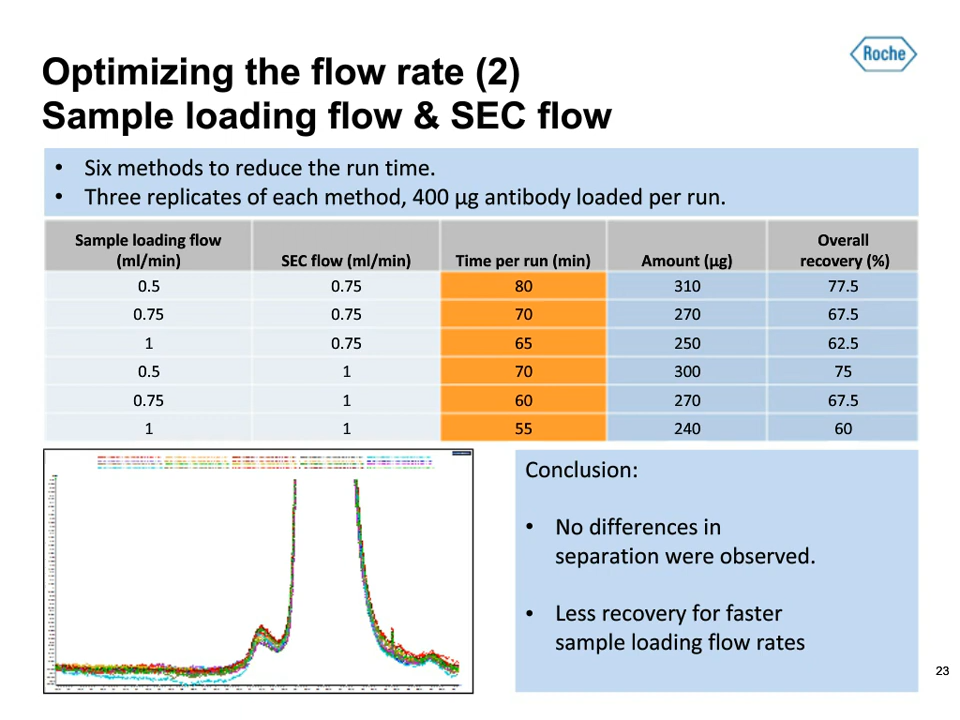 Roche
Optimizing the flow rate (2)
Sample loading flow & SEC flow
• Six methods to reduce the run time.
• Three replicates of each method, 400 µg antibody loaded per run.
Sample loading flow (ml/min) SEC flow (ml/min) Time per run (min) Amount (µg) Overall recovery (%)
0.5 0.75 80 310 77.5
0.75 0.75 70 270 67.5
1 0.75 65 250 62.5
0.5 1 70 300 75
0.75 1 60 270 67.5
1 1 55 240 60
Conclusion:
• No differences in
separation were observed.
• Less recovery for faster
sample loading flow rates
23